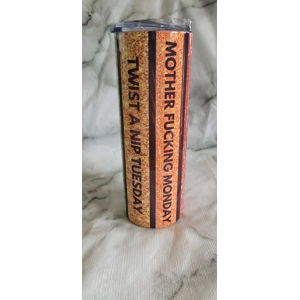 TWIST A NIP TUESDAY
MOTHER FUCKING MONDAY